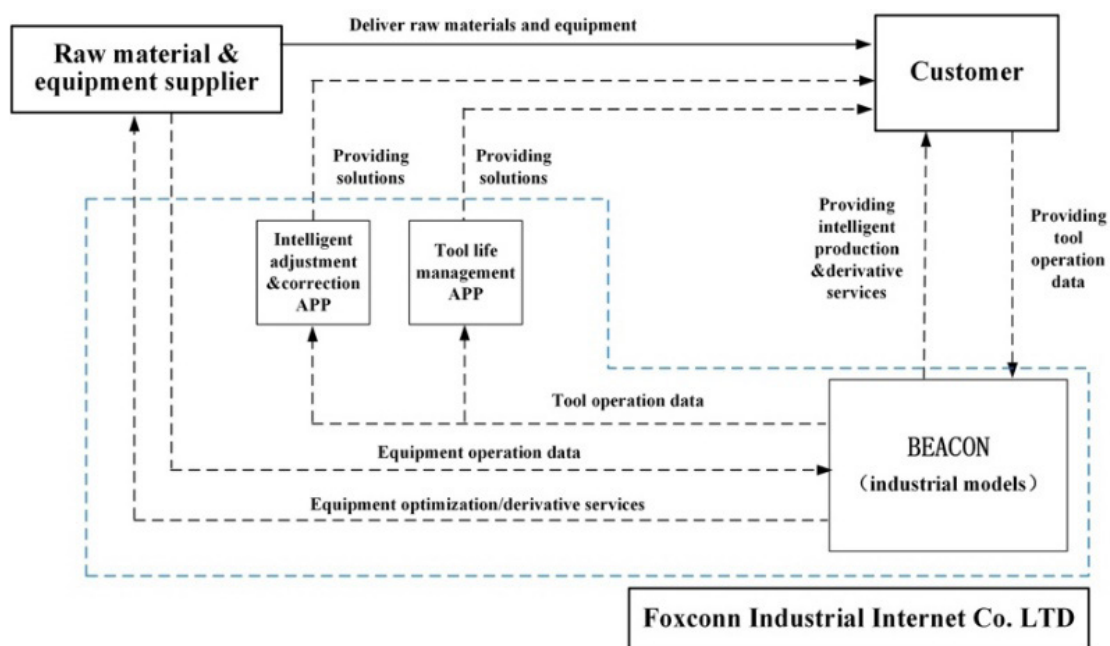 Deliver raw materials and equipment
Raw material &
equipment supplier
Customer
Providing
solutions
Providing
solutions
Providing
intelligent
production
&derivative
services
Providing
tool
operation
data
Intelligent
adjustment
&correction
APP
Tool life
management
APP
Tool operation data
Equipment operation data
BEACON
（industrial models）
Equipment optimization/derivative services
Foxconn Industrial Internet Co. LTD